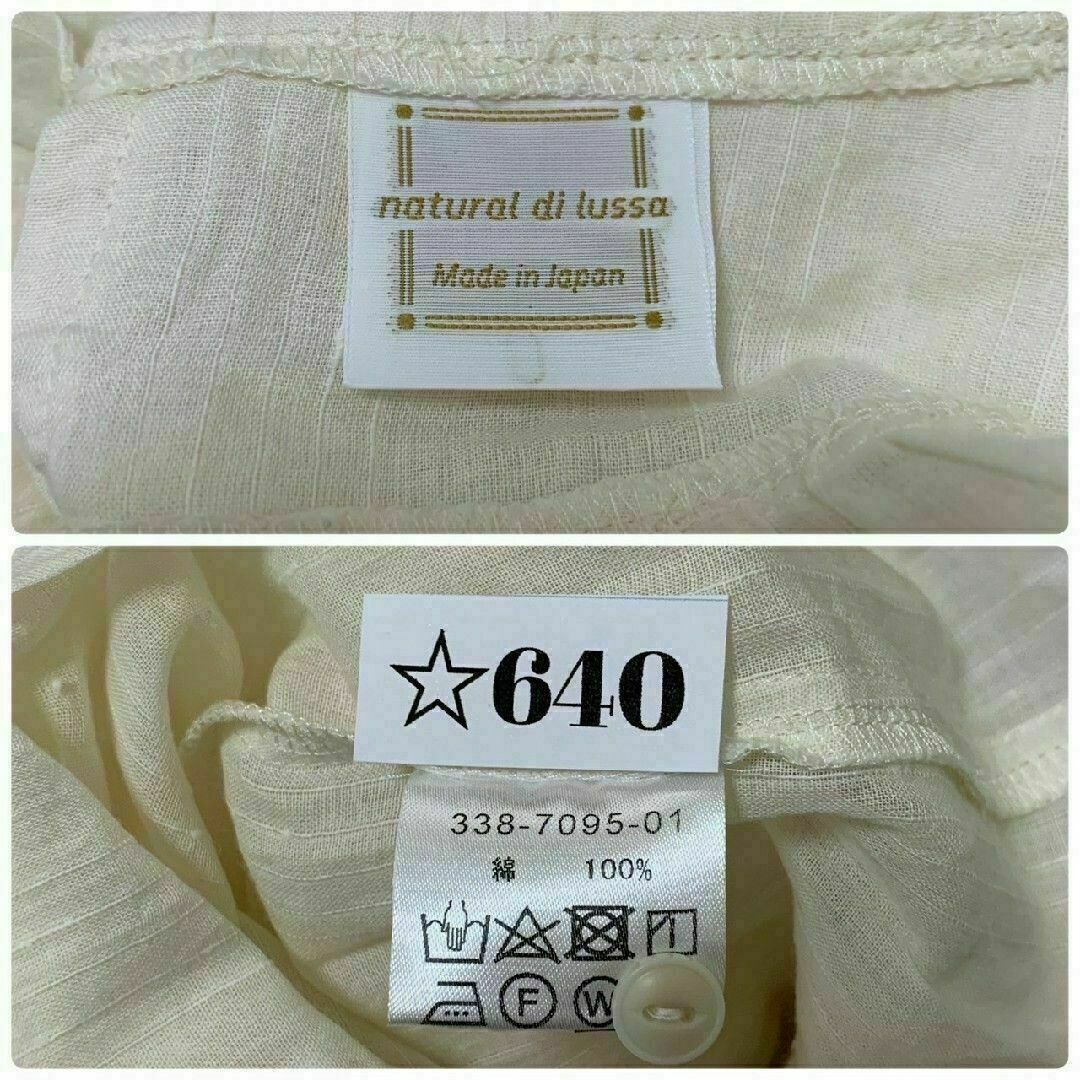 natural di lussa
Made in Japan
☆640
338-7095-01
綿 100%
F W